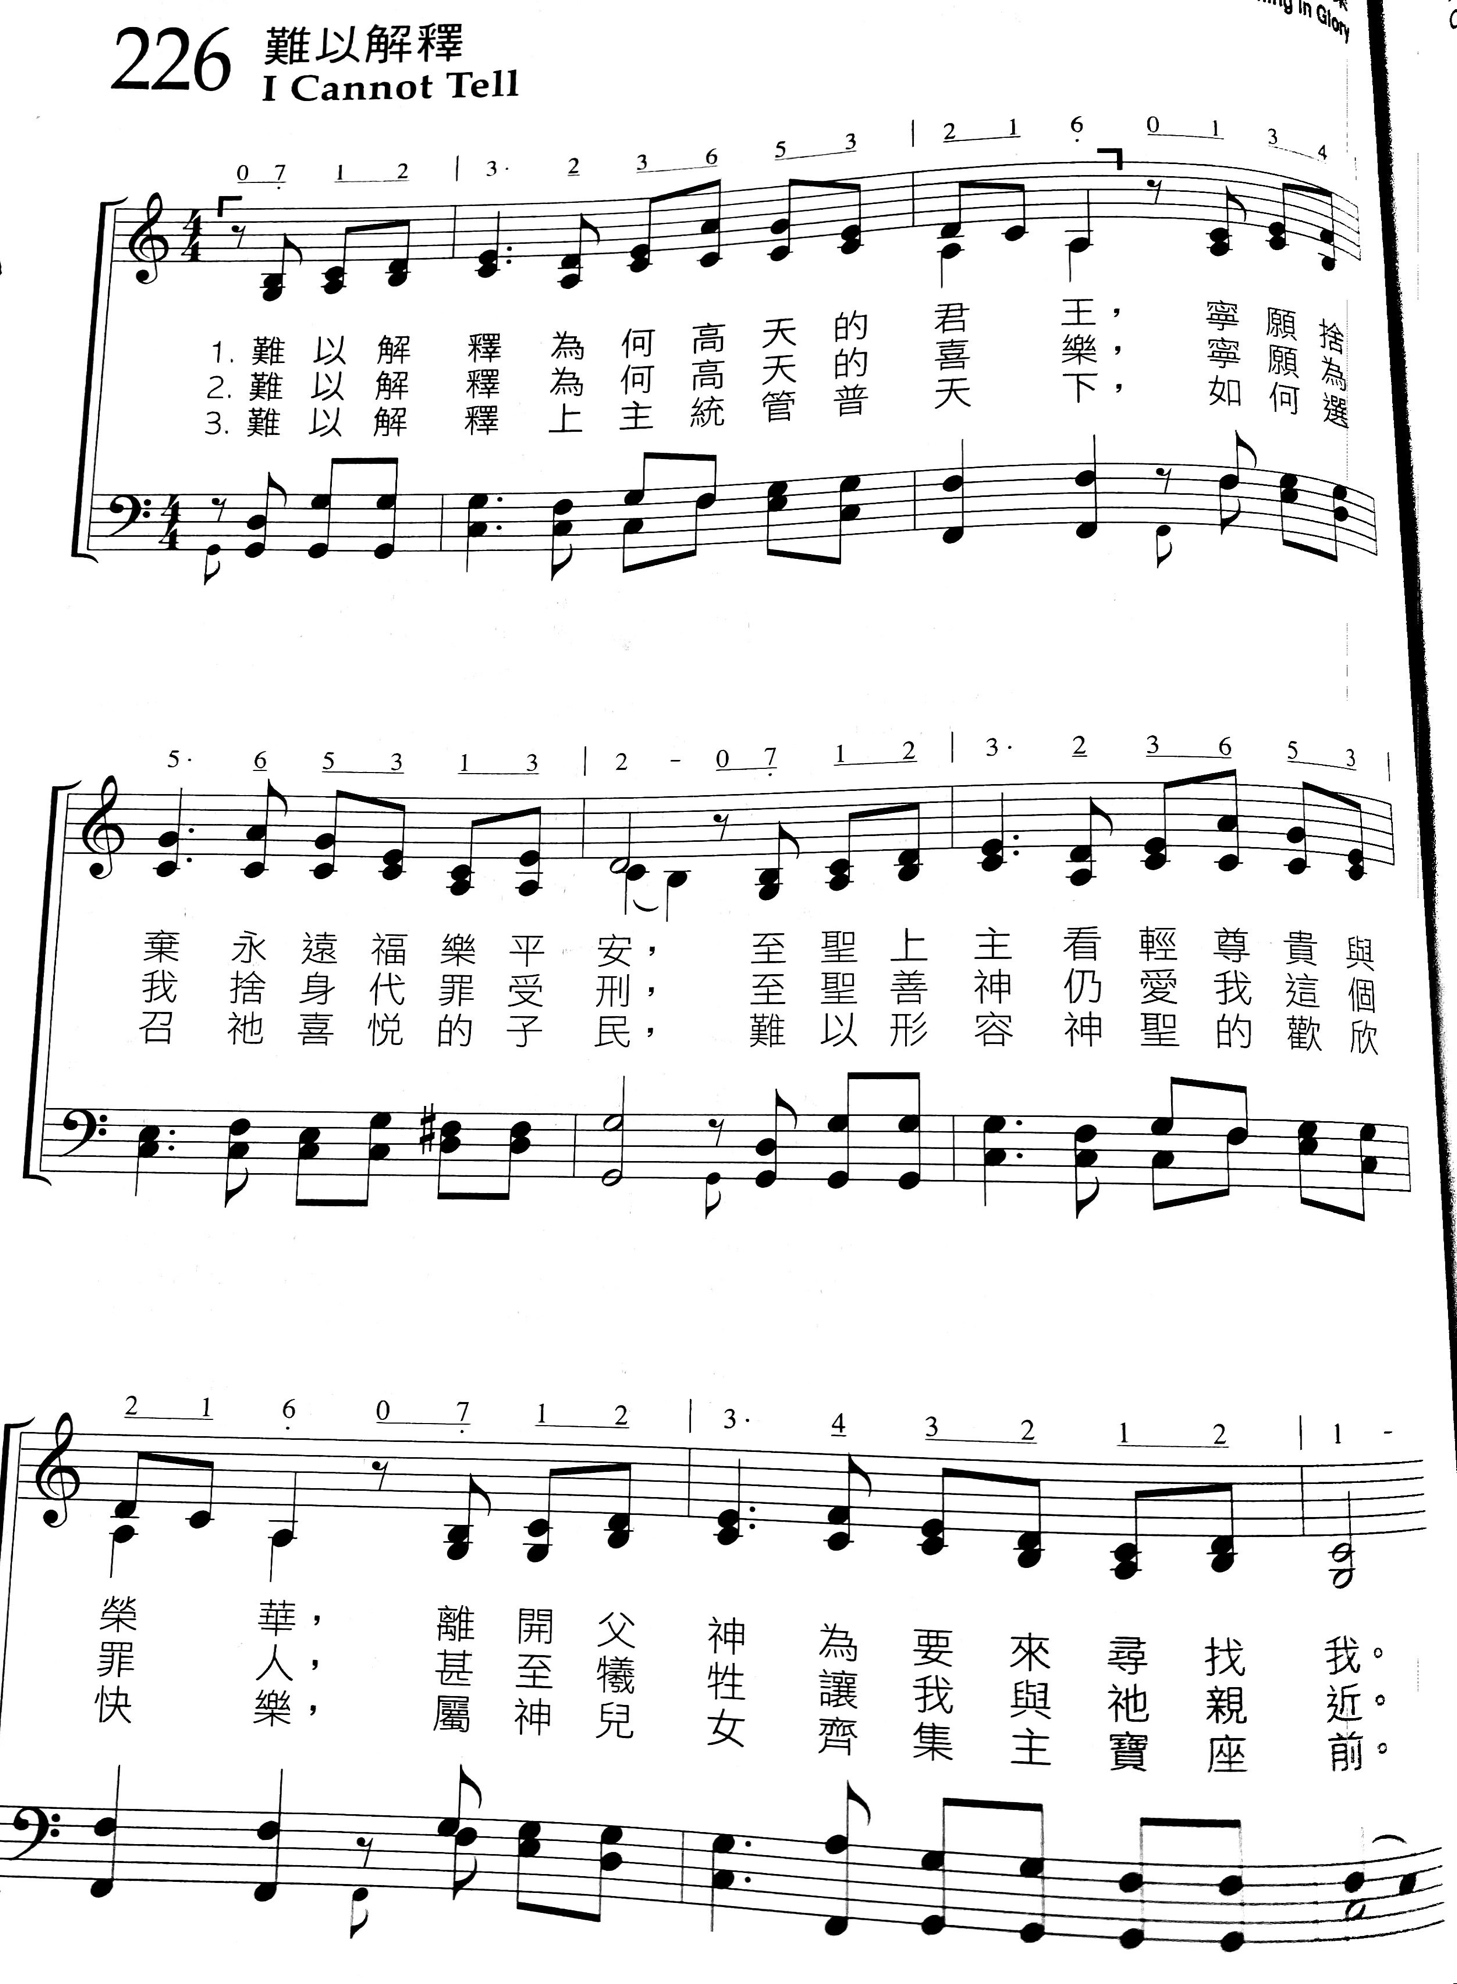 226 難以解釋
I Cannot Tell
In Glory
0 7 1 2 | 3· 2 3 6 5 3 | 2 1 6 0 1 3 4
1. 難以解釋為何高天的君王，寧願捨
2. 難以解釋為何高天的喜樂，寧願為
3. 難以解釋上主統管普天下，如何選
5· 6 5 3 1 3 | 2 - 0 7 1 2 | 3· 2 3 6 5 3 |
棄永遠福樂平安，至聖上主看輕尊貴與
我捨身代罪受刑，至聖善神仍愛我這個
召祂喜悅的子民，難以形容神聖的歡欣
2 1 6 0 7 1 2 | 3· 4 3 2 1 2 | 1 -
榮華，離開父神為要來尋找我。
罪人，甚至犧牲讓我與祂親近。
快樂，屬神兒女齊集主寶座前。